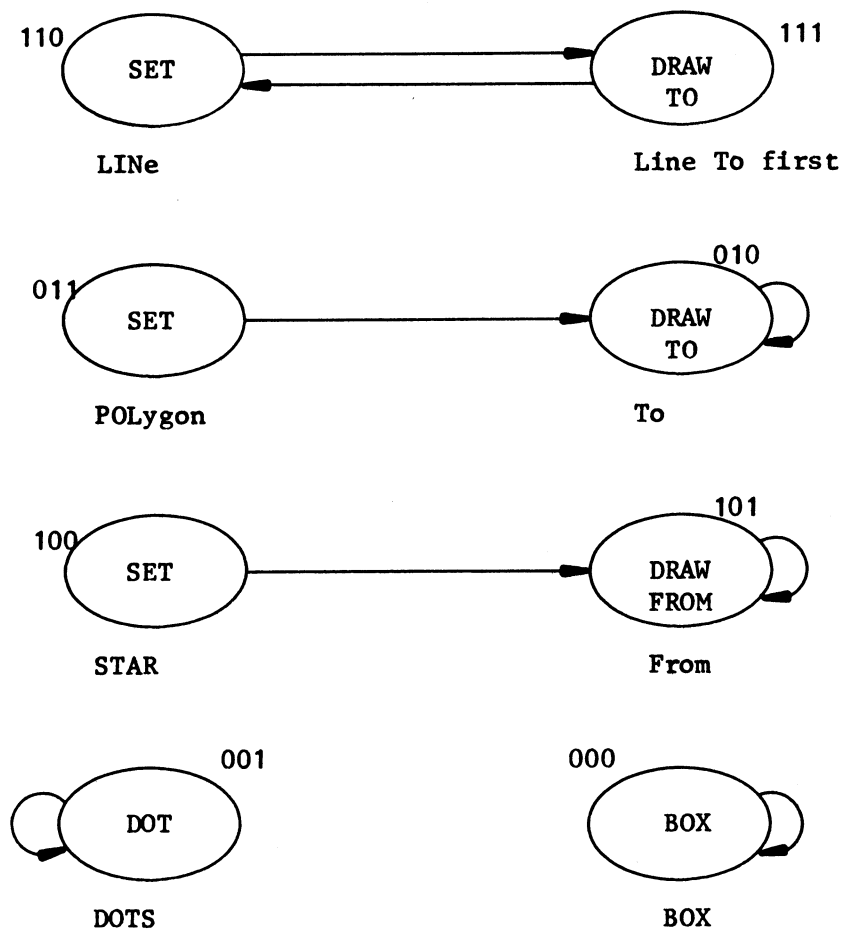 110
SET
DRAW
TO
111
LINe
Line To first
011
SET
010
DRAW
TO
POLygon
To
100
SET
101
DRAW
FROM
STAR
From
001
DOT
000
BOX
DOTS
BOX